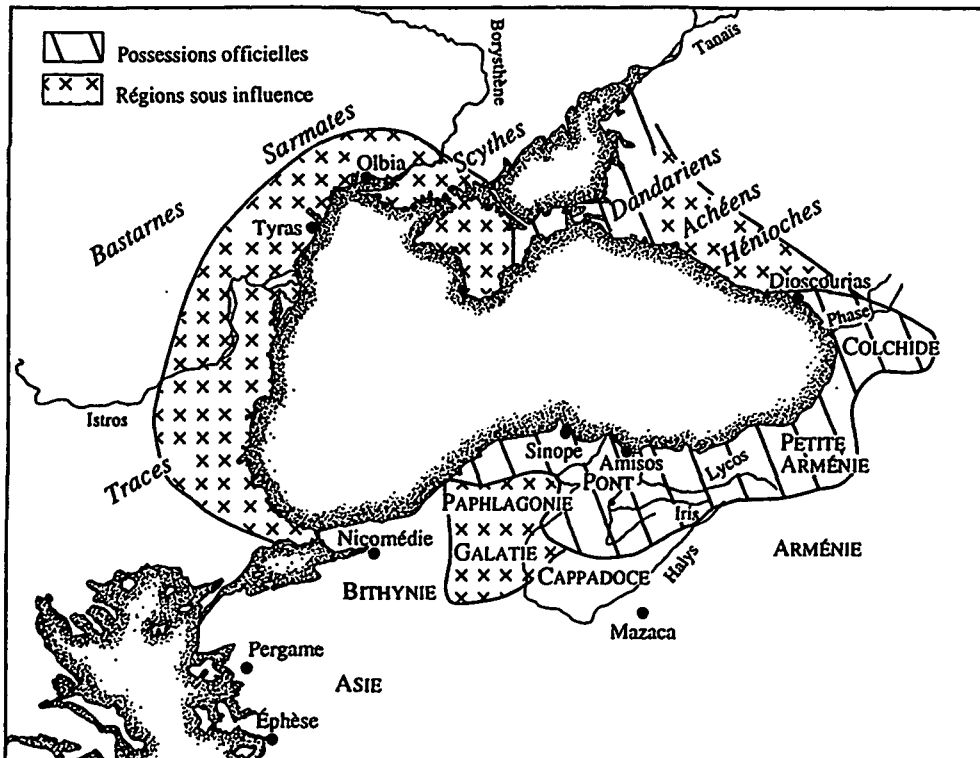 Possessions officielles
Régions sous influence
Borysthène
Tanaïs
Sarmates
Olbia
Scythes
Bastarnes
Tyras
Dandariens
Achéens
Hénioches
Dioscourias
Phase
COLCHIDE
Istros
Traces
Sinope
Amisos
PETITE
ARMÉNIE
PONT
Lycos
PAPHLAGONIE
Iris
Nicomédie
GALATIE
ARMÉNIE
CAPPADOCE
Halys
BITHYNIE
Mazaca
Pergame
ASIE
Éphèse